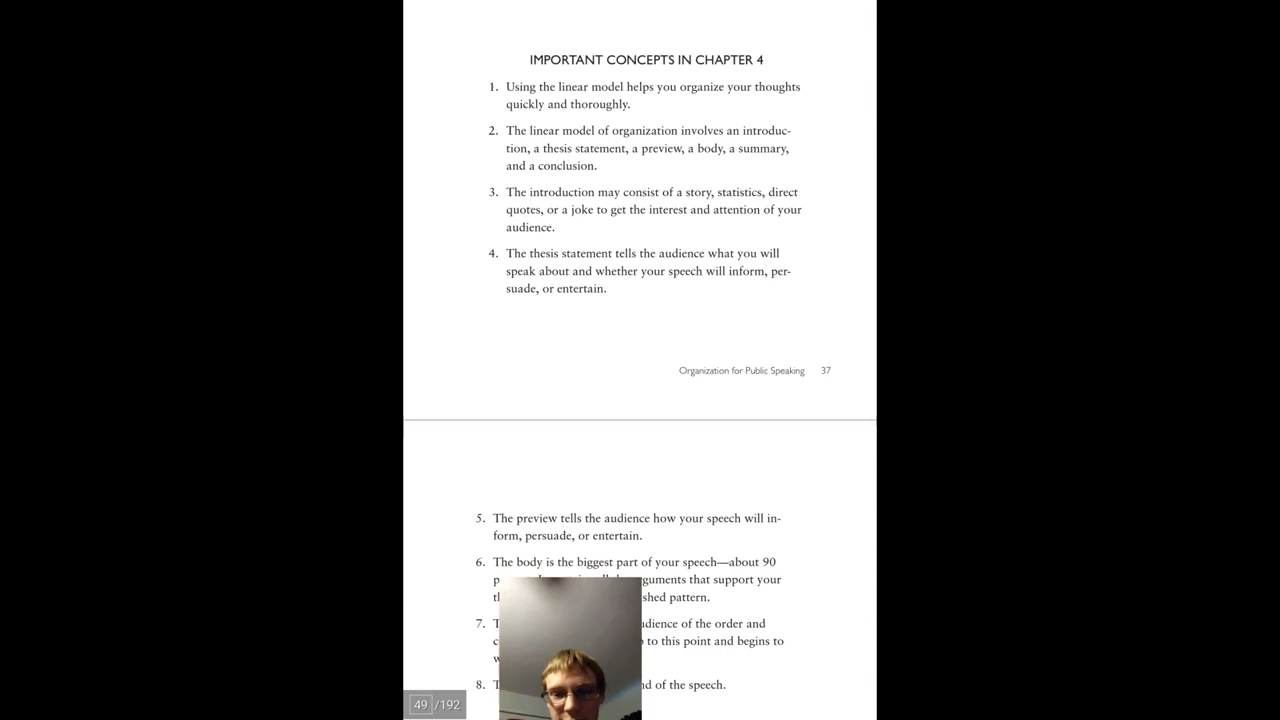 IMPORTANT CONCEPTS IN CHAPTER 4
1. Using the linear model helps you organize your thoughts
quickly and thoroughly.
2. The linear model of organization involves an introduc-
tion, a thesis statement, a preview, a body, a summary,
and a conclusion.
3. The introduction may consist of a story, statistics, direct
quotes, or a joke to get the interest and attention of your
audience.
4. The thesis statement tells the audience what you will
speak about and whether your speech will inform, per-
suade, or entertain.
Organization for Public Speaking 37
5. The preview tells the audience how your speech will in-
form, persuade, or entertain.
6. The body is the biggest part of your speech—about 90
that support your
pattern.
7. of the order and
to this point and begins to
8. of the speech.
49 /192